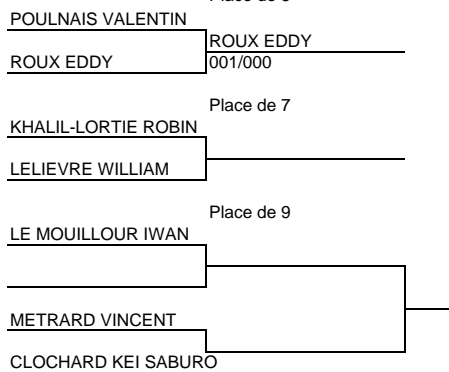 POULNAIS VALENTIN
ROUX EDDY
ROUX EDDY
001/000
Place de 7
KHALIL-LORTIE ROBIN
LELIEVRE WILLIAM
Place de 9
LE MOUILLOUR IWAN
METRARD VINCENT
CLOCHARD KEI SABURO